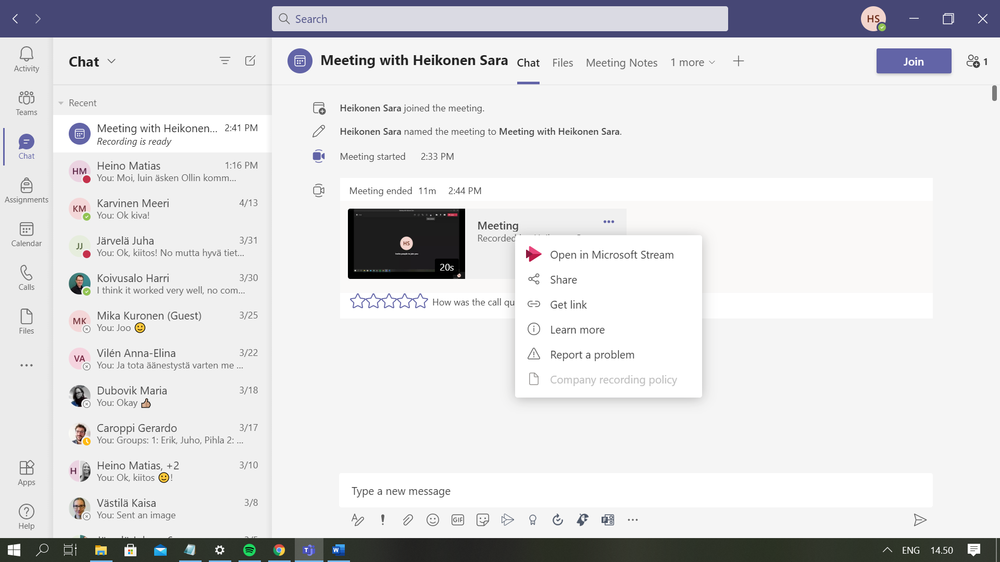 Search
HS
Activity
Teams
Chat
Assignments
Calendar
Calls
Files
Apps
Help
Chat
Recent
Meeting with Heikonen... 2:41 PM
Recording is ready
HM
Heino Matias 1:16 PM
You: Moi, luin äsken Ollin komm...
KM
Karvinen Meeri 4/13
You: Ok kiva!
JJ
Järvelä Juha 3/31
You: Ok, kiitos! No mutta hyvä tiet...
Koivusalo Harri 3/30
I think it worked very well, no com...
MK
Mika Kuronen (Guest) 3/25
You: Joo 🙂
VA
Vilén Anna-Elina 3/22
You: Ja tota äänestystä varten me ...
Dubovik Maria 3/18
You: Okay 👍
Caroppi Gerardo 3/17
You: Groups: 1: Erik, Juho, Pihla 2: ...
H
Heino Matias, +2 3/10
You: Ok, kiitos 🙂!
Västilä Kaisa 3/8
You: Sent an image
Meeting with Heikonen Sara Chat Files Meeting Notes 1 more
Join
1
Heikonen Sara joined the meeting.
Heikonen Sara named the meeting to Meeting with Heikonen Sara.
Meeting started 2:33 PM
Meeting ended 11m 2:44 PM
HS
Invite people to join you
20s
Meeting
Recorded
How was the call qu
Open in Microsoft Stream
Share
Get link
Learn more
Report a problem
Company recording policy
Type a new message
GIF
ENG 14.50